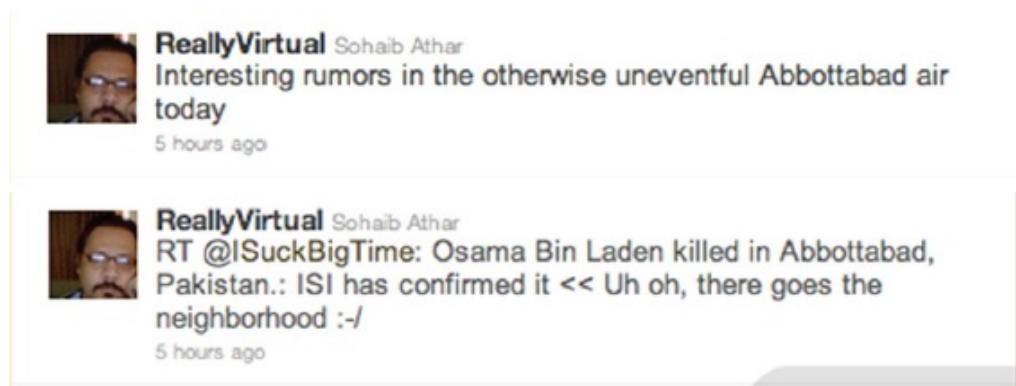 ReallyVirtual Sohaib Athar
Interesting rumors in the otherwise uneventful Abbottabad air
today
5 hours ago
ReallyVirtual Sohaib Athar
RT @ISuckBigTime: Osama Bin Laden killed in Abbottabad,
Pakistan.: ISI has confirmed it << Uh oh, there goes the
neighborhood :-/
5 hours ago